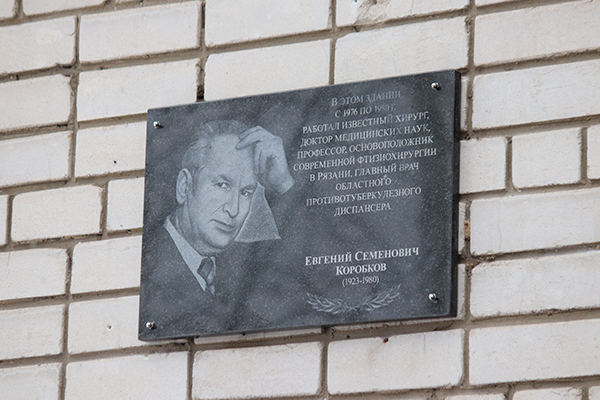 В ЭТОМ ЗДАНИИ
С 1976 ПО 1980 Г.
РАБОТАЛ ИЗВЕСТНЫЙ ХИРУРГ,
ДОКТОР МЕДИЦИНСКИХ НАУК,
ПРОФЕССОР, ОСНОВОПОЛОЖНИК
СОВРЕМЕННОЙ ФТИЗИОХИРУРГИИ
В РЯЗАНИ, ГЛАВНЫЙ ВРАЧ
ОБЛАСТНОГО
ПРОТИВОТУБЕРКУЛЕЗНОГО
ДИСПАНСЕРА
ЕВГЕНИЙ СЕМЕНОВИЧ
КОРОБКОВ
(1923-1980)